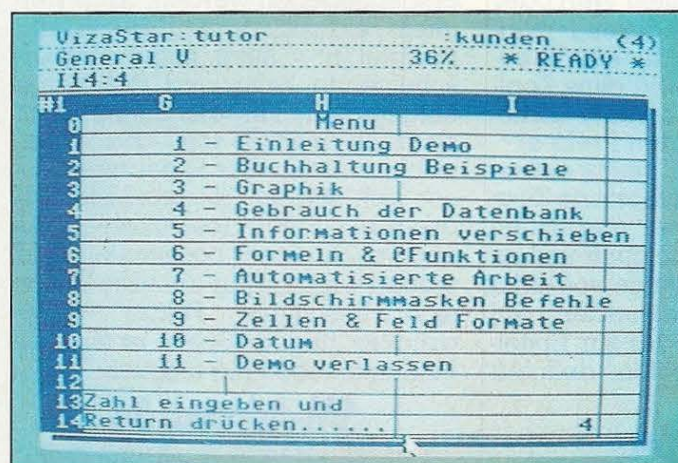 VizaStar:tutor :kunden (4)
General V 36% * READY *
I14:4
#1 G H I
0 Menu
1 1 - Einleitung Demo
2 2 - Buchhaltung Beispiele
3 3 - Graphik
4 4 - Gebrauch der Datenbank
5 5 - Informationen verschieben
6 6 - Formeln & @Funktionen
7 7 - Automatisierte Arbeit
8 8 - Bildschirmmasken Befehle
9 9 - Zellen & Feld Formate
10 10 - Datum
11 11 - Demo verlassen
12
13 Zahl eingeben und
14 Return drücken...... 4